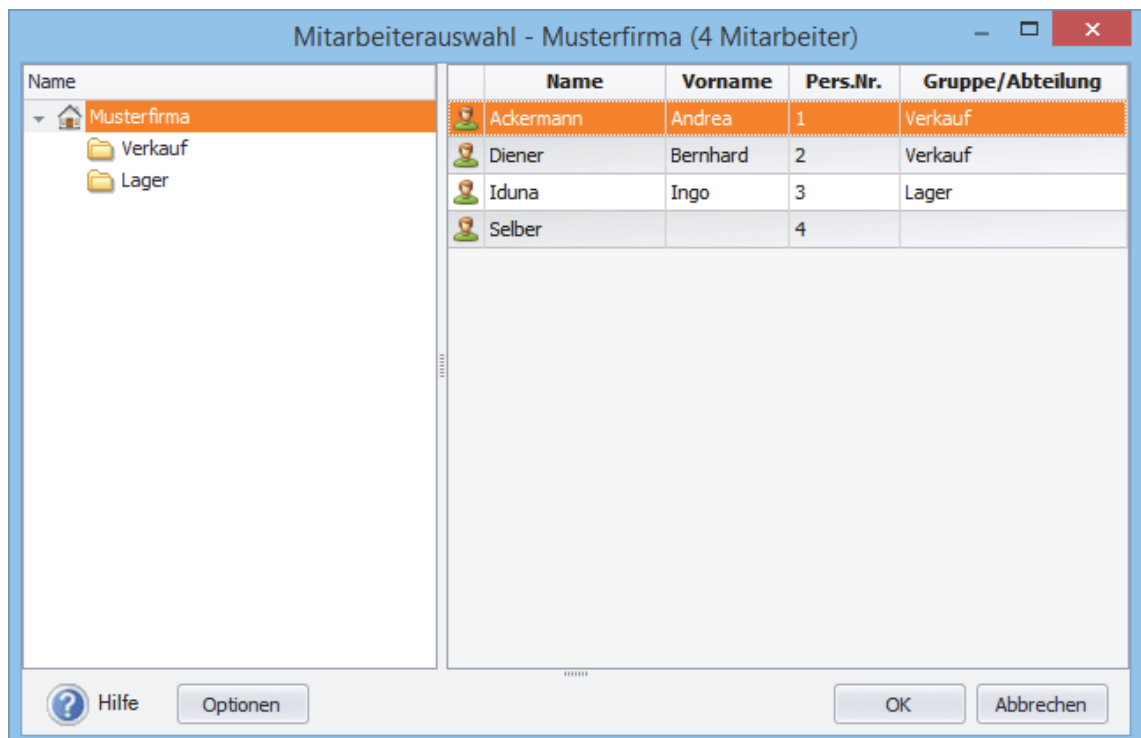 Mitarbeiterauswahl - Musterfirma (4 Mitarbeiter)
Name
Musterfirma
Verkauf
Lager
Name Vorname Pers.Nr. Gruppe/Abteilung
Ackermann Andrea 1 Verkauf
Diener Bernhard 2 Verkauf
Iduna Ingo 3 Lager
Selber 4
Hilfe Optionen OK Abbrechen